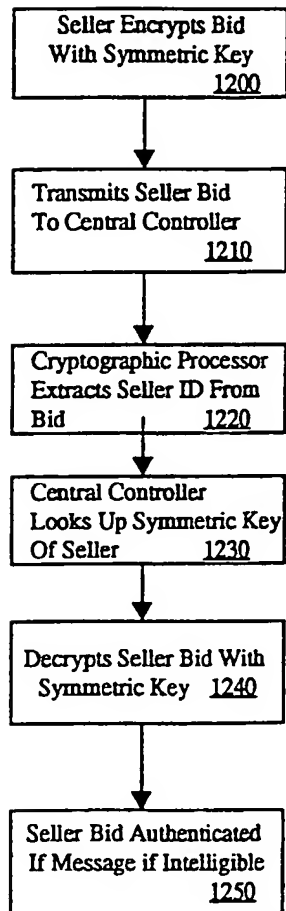 Seller Encrypts Bid
With Symmetric Key
1200
Transmits Seller Bid
To Central Controller
1210
Cryptographic Processor
Extracts Seller ID From
Bid 1220
Central Controller
Looks Up Symmetric Key
Of Seller 1230
Decrypts Seller Bid With
Symmetric Key 1240
Seller Bid Authenticated
If Message if Intelligible
1250